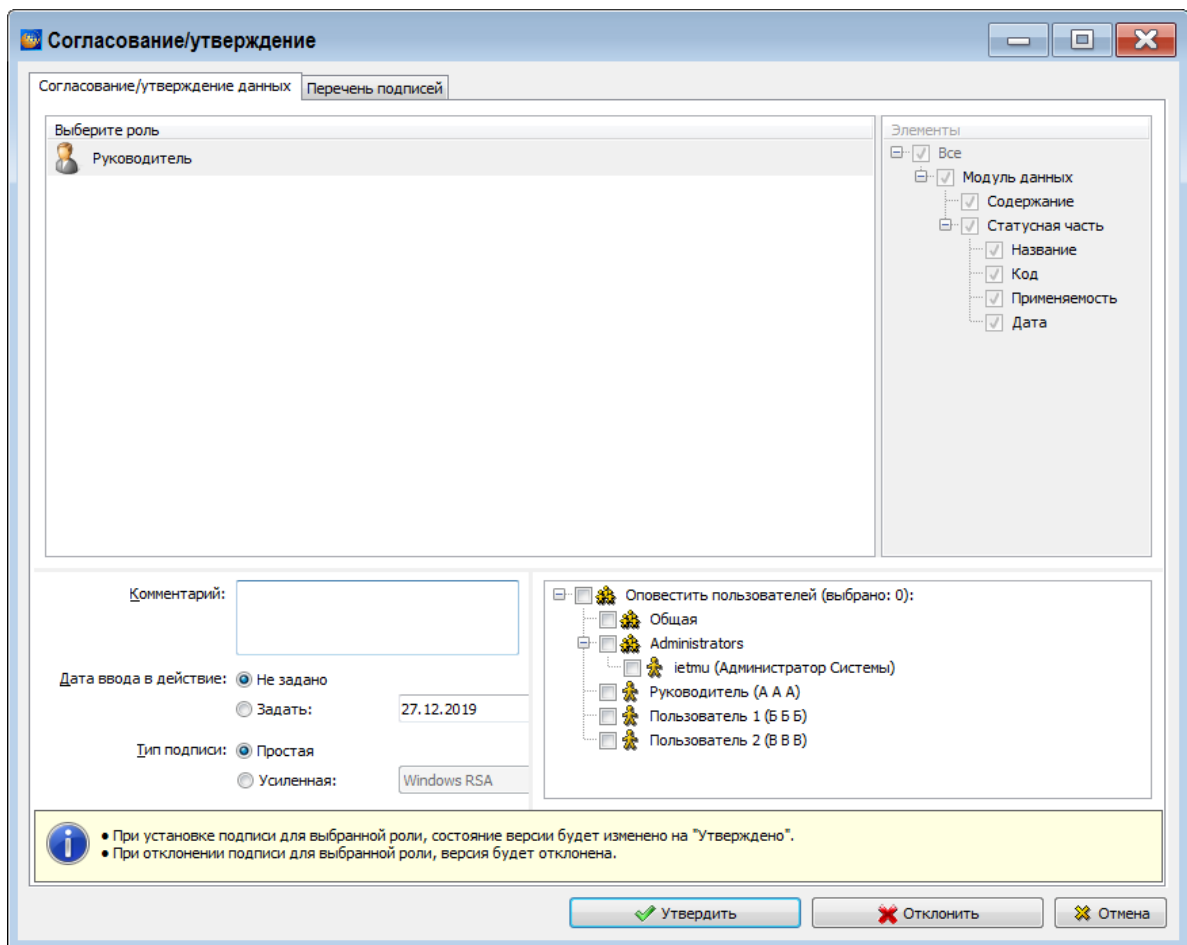 Согласование/утверждение
Согласование/утверждение данных
Перечень подписей
Выберите роль
Руководитель
Элементы
Все
Модуль данных
Содержание
Статусная часть
Название
Код
Применяемость
Дата
Комментарий:
Дата ввода в действие:
Не задано
Задать:
27.12.2019
Тип подписи:
Простая
Усиленная:
Windows RSA
Оповестить пользователей (выбрано: 0):
Общая
Administrators
ietmu (Администратор Системы)
Руководитель (А А А)
Пользователь 1 (Б Б Б)
Пользователь 2 (В В В)
● При установке подписи для выбранной роли, состояние версии будет изменено на "Утверждено".
● При отклонении подписи для выбранной роли, версия будет отклонена.
Утвердить
Отклонить
Отмена